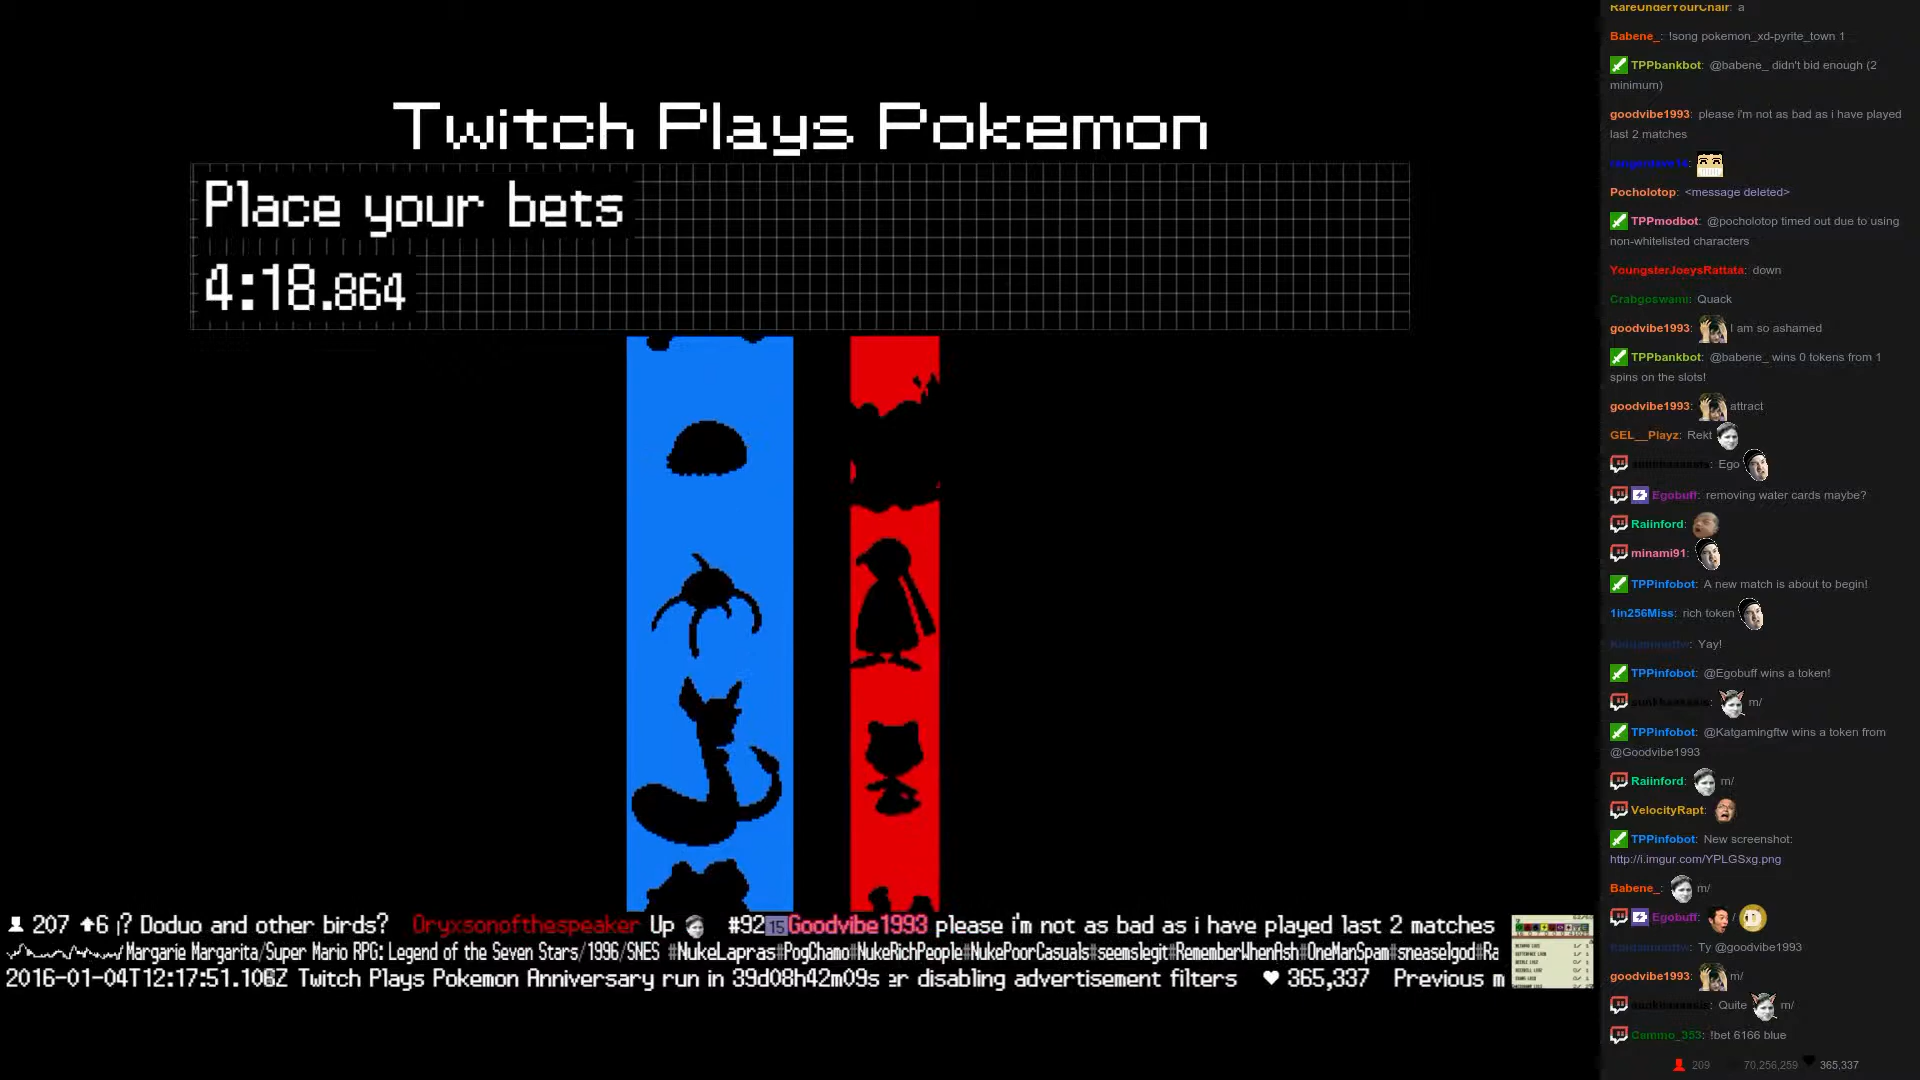 Twitch Plays Pokemon
Place your bets
4:18.864
207 6 |? Doduo and other birds? Oryxsonofthespeaker Up #92 15 Goodvibe1993 please i'm not as bad as i have played last 2 matches
Margarie Margarita/Super Mario RPG: Legend of the Seven Stars/1996/SNES #NukeLapras#PogChamp#NukeRichPeople#NukePoorCasuals#seemslegit#RememberWhenAsh#OneManSpam#sneaselgod#Ra
Twitch Plays Pokemon Anniversary run in 39d08h42m09s er disabling advertisement filters ♥ 365,337 Previous m
RareUnderYourChair: a
Babene_: !song pokemon_xd-pyrite_town 1
TPPbankbot: @babene_ didn't bid enough (2
minimum)
goodvibe1993: please i'm not as bad as i have played
last 2 matches
Pocholotop: <message deleted>
TPPmodbot: @pocholotop timed out due to using
non-whitelisted characters
YoungsterJoeysRattata: down
Crabgoswami: Quack
goodvibe1993: I am so ashamed
TPPbankbot: @babene_ wins 0 tokens from 1
spins on the slots!
goodvibe1993: attract
GEL__Playz: Rekt
: Ego
Egobuff: removing water cards maybe?
Raiinford:
minami91:
TPPinfobot: A new match is about to begin!
1in256Miss: rich token
Katgamingftw: Yay!
TPPinfobot: @Egobuff wins a token!
: m/
TPPinfobot: @Katgamingftw wins a token from
@Goodvibe1993
Raiinford: m/
VelocityRapt:
TPPinfobot: New screenshot:
http://i.imgur.com/YPLGSxg.png
Babene_: m/
Egobuff: /
Katgamingftw: Ty @goodvibe1993
goodvibe1993: m/
: Quite m/
Cammo_353: !bet 6166 blue
209 70,256,259 365,337